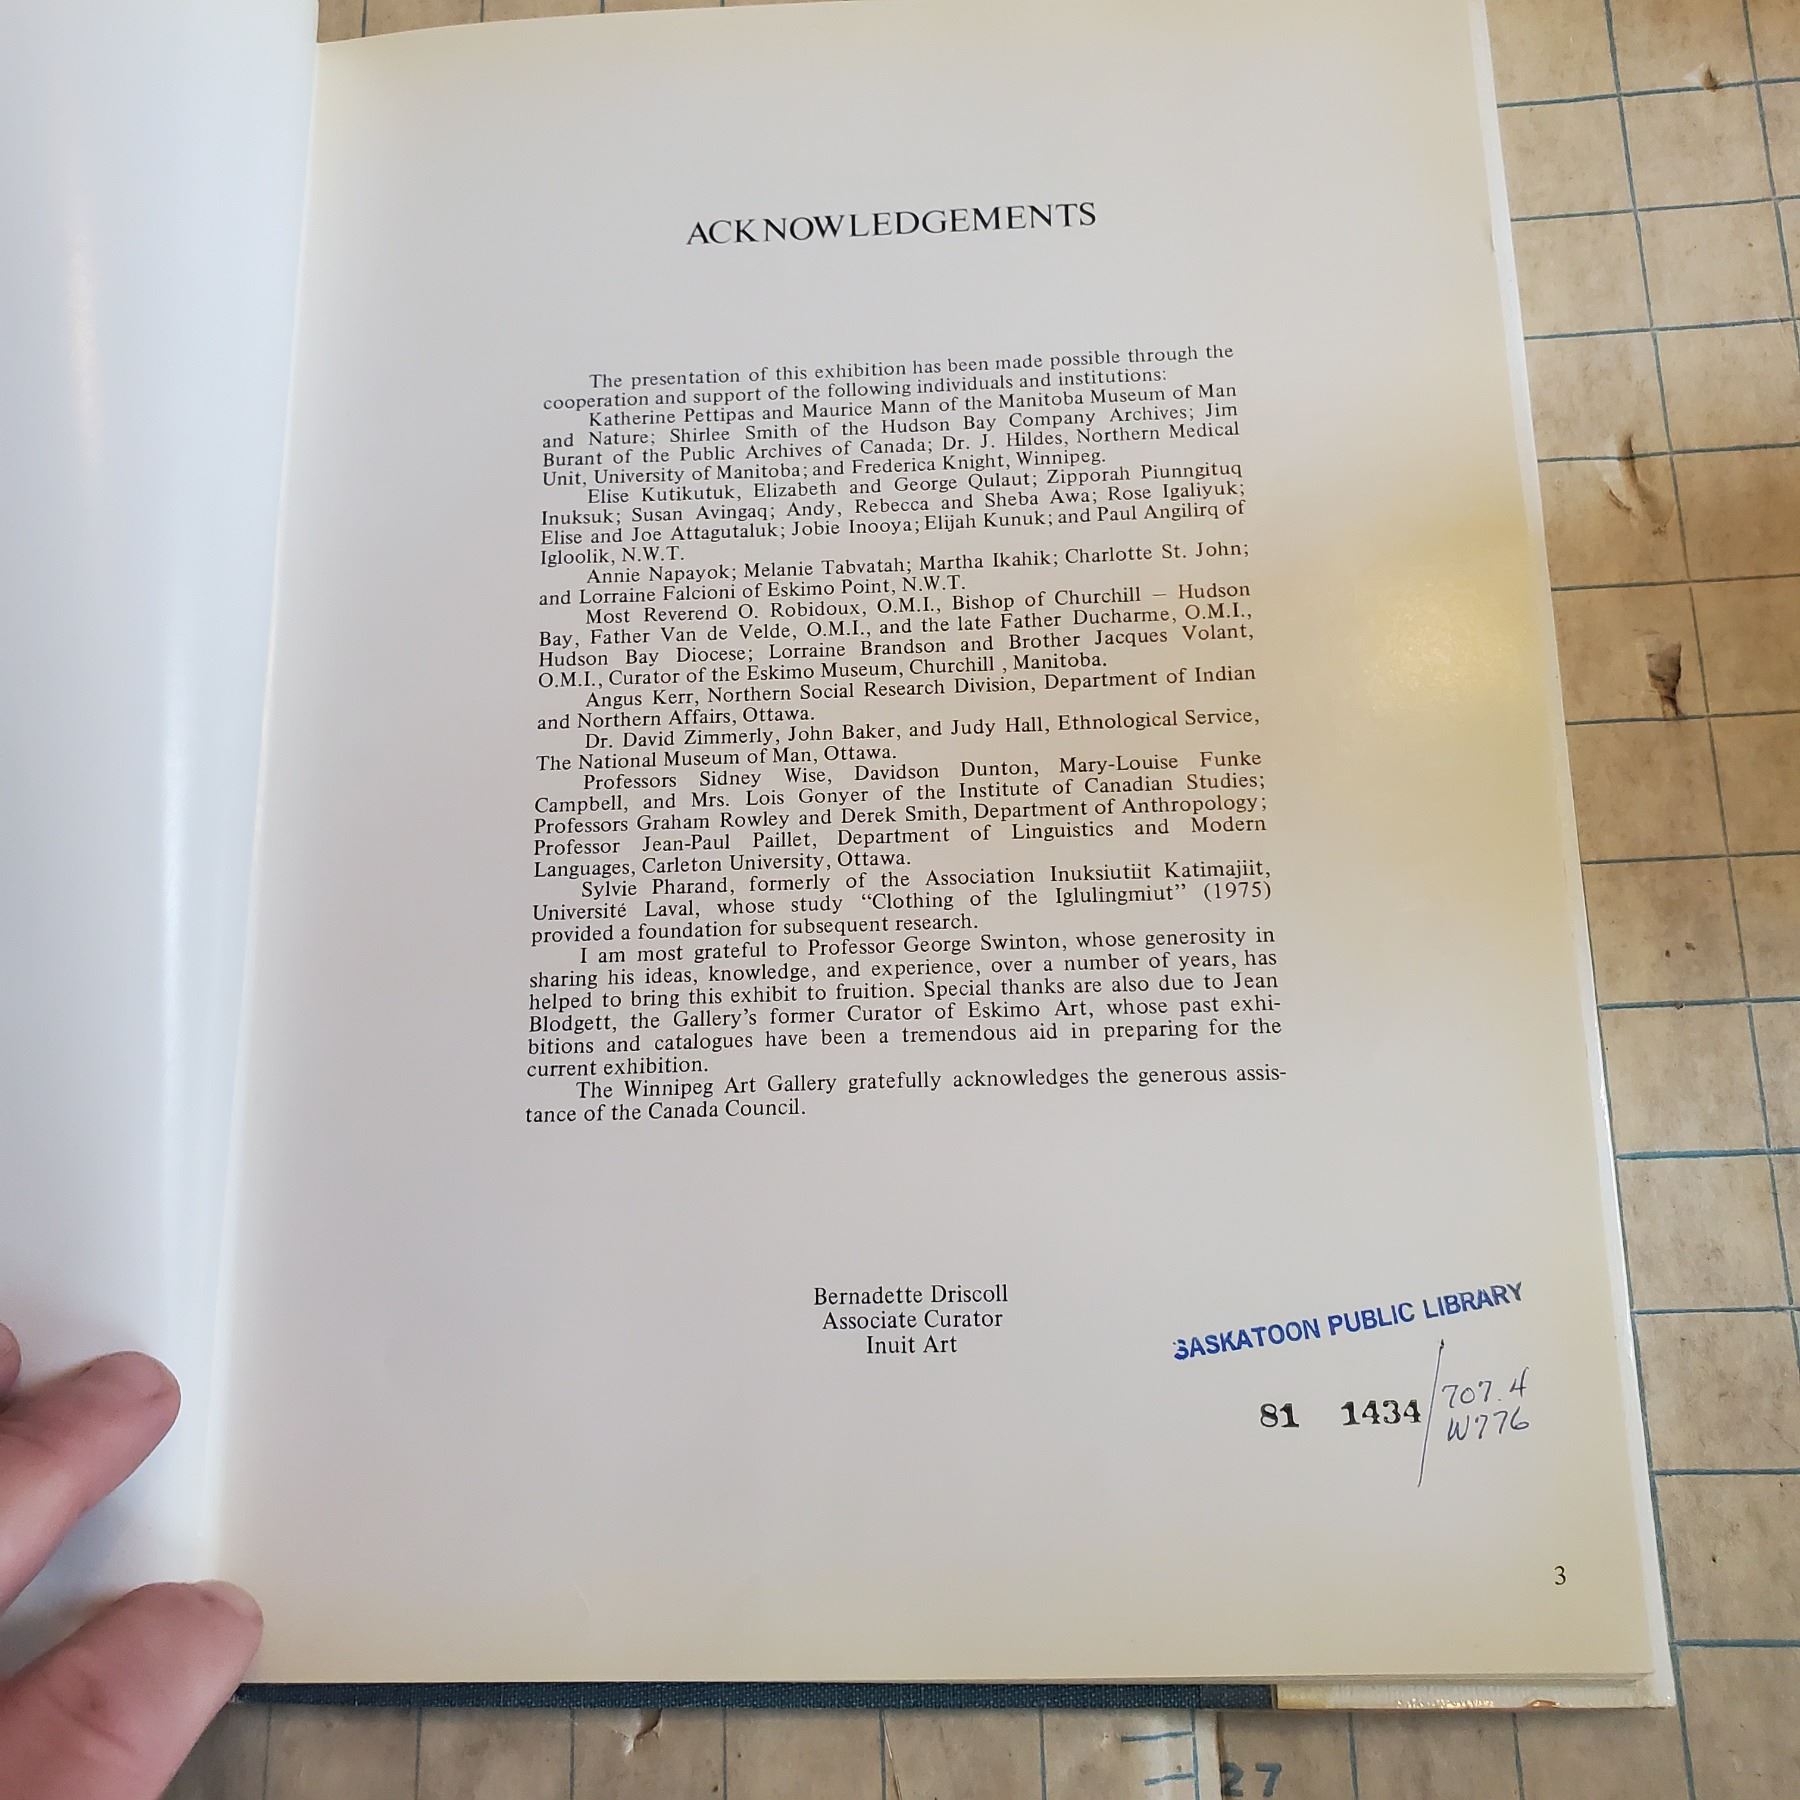 ACKNOWLEDGEMENTS
The presentation of this exhibition has been made possible through the
cooperation and support of the following individuals and institutions:
Katherine Pettipas and Maurice Mann of the Manitoba Museum of Man
and Nature; Shirlee Smith of the Hudson Bay Company Archives; Jim
Burant of the Public Archives of Canada; Dr. J. Hildes, Northern Medical
Unit, University of Manitoba; and Frederica Knight, Winnipeg.
Elise Kutikutuk, Elizabeth and George Qulaut; Zipporah Piunngituq
Inuksuk; Susan Avingaq; Andy, Rebecca and Sheba Awa; Rose Igaliyuk;
Elise and Joe Attagutaluk; Jobie Inooya; Elijah Kunuk; and Paul Angilirq of
Igloolik, N.W.T.
Annie Napayok; Melanie Tabvatah; Martha Ikahik; Charlotte St. John;
and Lorraine Falcioni of Eskimo Point, N.W.T.
Most Reverend O. Robidoux, O.M.I., Bishop of Churchill – Hudson
Bay, Father Van de Velde, O.M.I., and the late Father Ducharme, O.M.I.,
Hudson Bay Diocese; Lorraine Brandson and Brother Jacques Volant,
O.M.I., Curator of the Eskimo Museum, Churchill , Manitoba.
Angus Kerr, Northern Social Research Division, Department of Indian
and Northern Affairs, Ottawa.
Dr. David Zimmerly, John Baker, and Judy Hall, Ethnological Service,
The National Museum of Man, Ottawa.
Professors Sidney Wise, Davidson Dunton, Mary-Louise Funke
Campbell, and Mrs. Lois Gonyer of the Institute of Canadian Studies;
Professors Graham Rowley and Derek Smith, Department of Anthropology;
Professor Jean-Paul Paillet, Department of Linguistics and Modern
Languages, Carleton University, Ottawa.
Sylvie Pharand, formerly of the Association Inuksiutiit Katimajiit,
Université Laval, whose study “Clothing of the Iglulingmiut” (1975)
provided a foundation for subsequent research.
I am most grateful to Professor George Swinton, whose generosity in
sharing his ideas, knowledge, and experience, over a number of years, has
helped to bring this exhibit to fruition. Special thanks are also due to Jean
Blodgett, the Gallery’s former Curator of Eskimo Art, whose past exhi-
bitions and catalogues have been a tremendous aid in preparing for the
current exhibition.
The Winnipeg Art Gallery gratefully acknowledges the generous assis-
tance of the Canada Council.
Bernadette Driscoll
Associate Curator
Inuit Art
SASKATOON PUBLIC LIBRARY
81 1434 / 707.4
W776
3
27